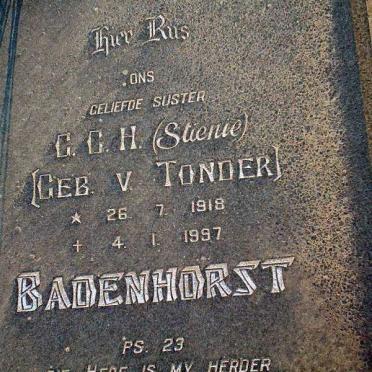 Hier Rus
ONS
GELIEFDE SUSTER
C. C. H. (Stienie)
[GEB. V. TONDER]
★ 26. 7. 1918
+ 4. 1. 1997
BADENHORST
PS. 23
DIE HERE IS MY HERDER